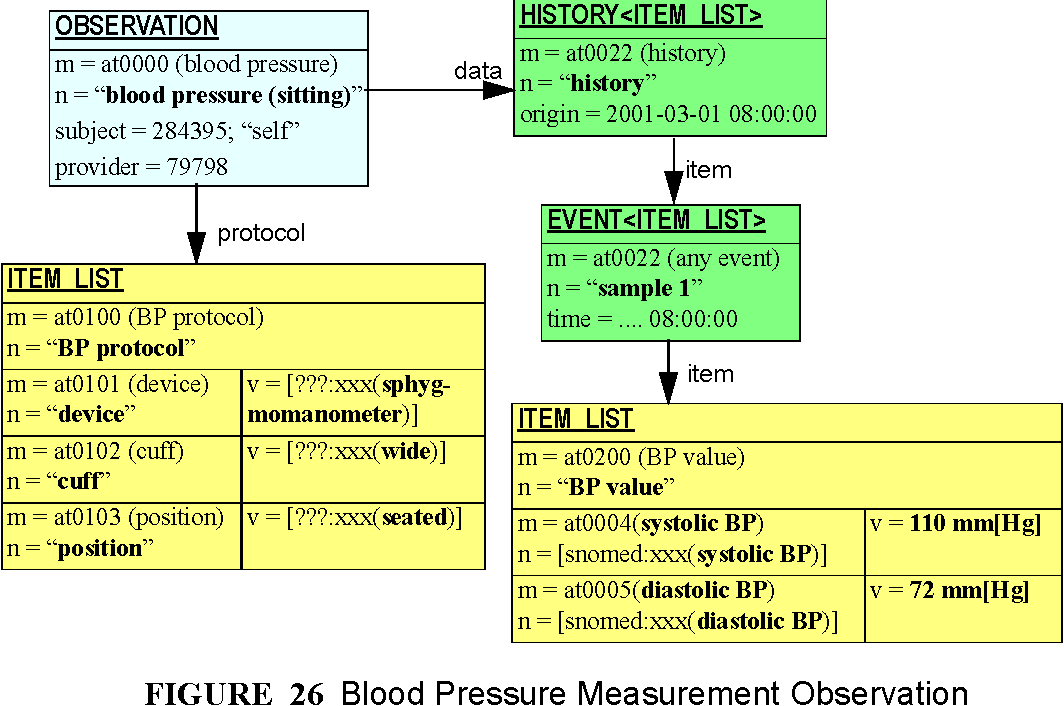 OBSERVATION
m = at0000 (blood pressure)
n = “blood pressure (sitting)”
subject = 284395; “self”
provider = 79798
data
HISTORY<ITEM_LIST>
m = at0022 (history)
n = “history”
origin = 2001-03-01 08:00:00
item
EVENT<ITEM_LIST>
m = at0022 (any event)
n = “sample 1”
time = .... 08:00:00
item
protocol
ITEM_LIST
m = at0100 (BP protocol)
n = “BP protocol”
m = at0101 (device)
n = “device”
v = [???:xxx(sphyg-
momanometer)]
m = at0102 (cuff)
n = “cuff”
v = [???:xxx(wide)]
m = at0103 (position)
n = “position”
v = [???:xxx(seated)]
ITEM_LIST
m = at0200 (BP value)
n = “BP value”
m = at0004(systolic BP)
n = [snomed:xxx(systolic BP)]
v = 110 mm[Hg]
m = at0005(diastolic BP)
n = [snomed:xxx(diastolic BP)]
v = 72 mm[Hg]
FIGURE 26 Blood Pressure Measurement Observation